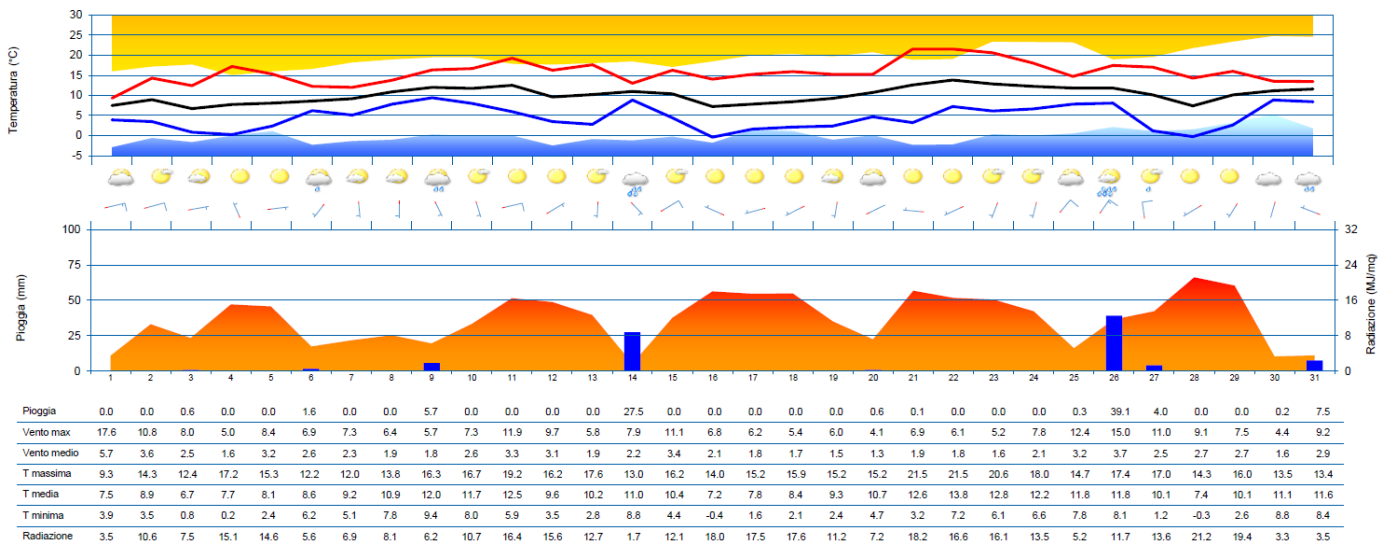 30
25
20
15
10
5
0
-5
Temperatura (°C)
100
75
50
25
0
Pioggia (mm)
32
24
16
8
0
Radiazione (MJ/mq)
1 2 3 4 5 6 7 8 9 10 11 12 13 14 15 16 17 18 19 20 21 22 23 24 25 26 27 28 29 30 31
Pioggia 0.0 0.0 0.6 0.0 0.0 1.6 0.0 0.0 5.7 0.0 0.0 0.0 0.0 27.5 0.0 0.0 0.0 0.0 0.0 0.6 0.1 0.0 0.0 0.0 0.3 39.1 4.0 0.0 0.0 0.2 7.5
Vento max 17.6 10.8 8.0 5.0 8.4 6.9 7.3 6.4 5.7 7.3 11.9 9.7 5.8 7.9 11.1 6.8 6.2 5.4 6.0 4.1 6.9 6.1 5.2 7.8 12.4 15.0 11.0 9.1 7.5 4.4 9.2
Vento medio 5.7 3.6 2.5 1.6 3.2 2.6 2.3 1.9 1.8 2.6 3.3 3.1 1.9 2.2 3.4 2.1 1.8 1.7 1.5 1.3 1.9 1.8 1.6 2.1 3.2 3.7 2.5 2.7 2.7 1.6 2.9
T massima 9.3 14.3 12.4 17.2 15.3 12.2 12.0 13.8 16.3 16.7 19.2 16.2 17.6 13.0 16.2 14.0 15.2 15.9 15.2 15.2 21.5 21.5 20.6 18.0 14.7 17.4 17.0 14.3 16.0 13.5 13.4
T media 7.5 8.9 6.7 7.7 8.1 8.6 9.2 10.9 12.0 11.7 12.5 9.6 10.2 11.0 10.4 7.2 7.8 8.4 9.3 10.7 12.6 13.8 12.8 12.2 11.8 11.8 10.1 7.4 10.1 11.1 11.6
T minima 3.9 3.5 0.8 0.2 2.4 6.2 5.1 7.8 9.4 8.0 5.9 3.5 2.8 8.8 4.4 -0.4 1.6 2.1 2.4 4.7 3.2 7.2 6.1 6.6 7.8 8.1 1.2 -0.3 2.6 8.8 8.4
Radiazione 3.5 10.6 7.5 15.1 14.6 5.6 6.9 8.1 6.2 10.7 16.4 15.6 12.7 1.7 12.1 18.0 17.5 17.6 11.2 7.2 18.2 16.6 16.1 13.5 5.2 11.7 13.6 21.2 19.4 3.3 3.5